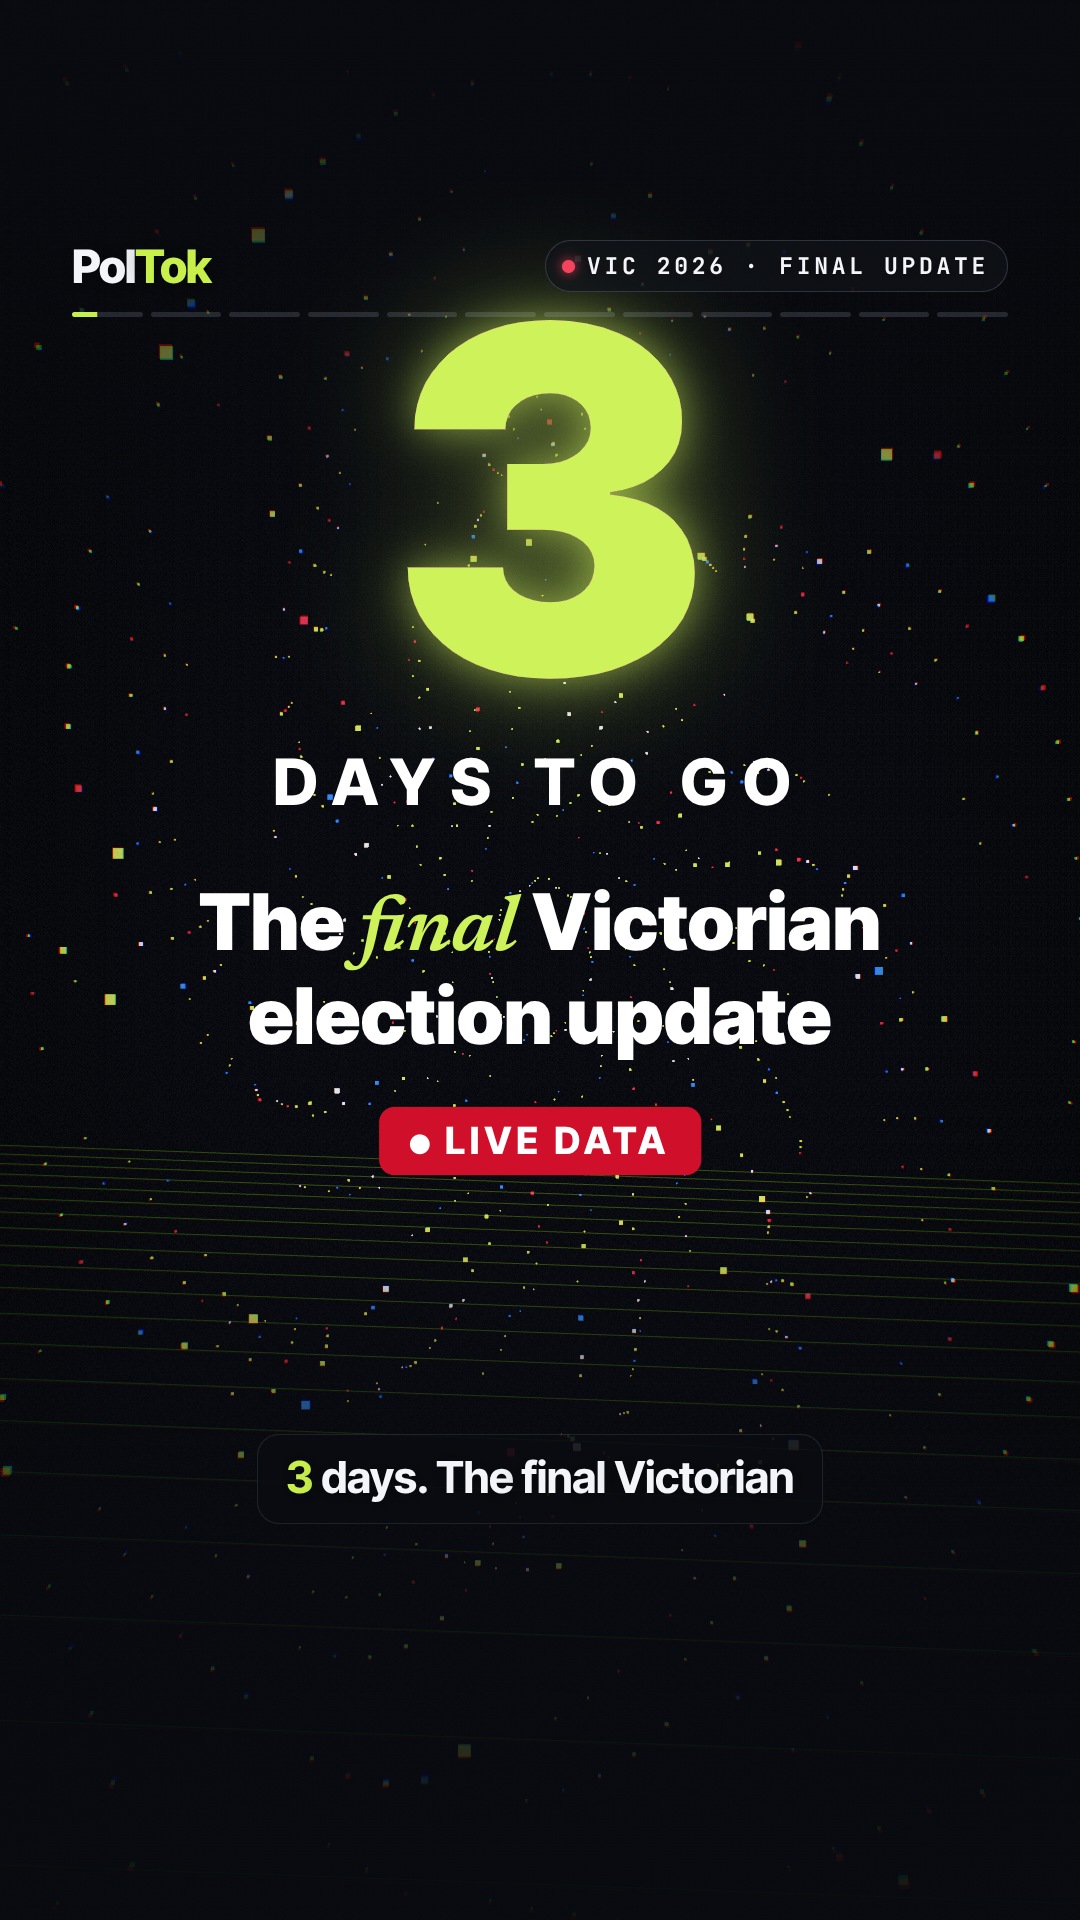 PolTok
VIC 2026 · FINAL UPDATE
3
DAYS TO GO
The final Victorian
election update
LIVE DATA
3 days. The final Victorian